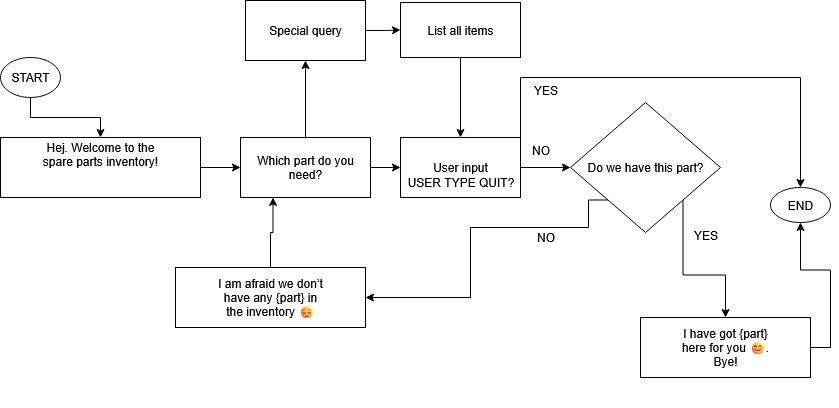 Special query
List all items
START
YES
Hej. Welcome to the
spare parts inventory!
Which part do you
need?
User input
USER TYPE QUIT?
NO
Do we have this part?
END
NO
YES
I am afraid we don't
have any {part} in
the inventory 🥺
I have got {part}
here for you 😊.
Bye!